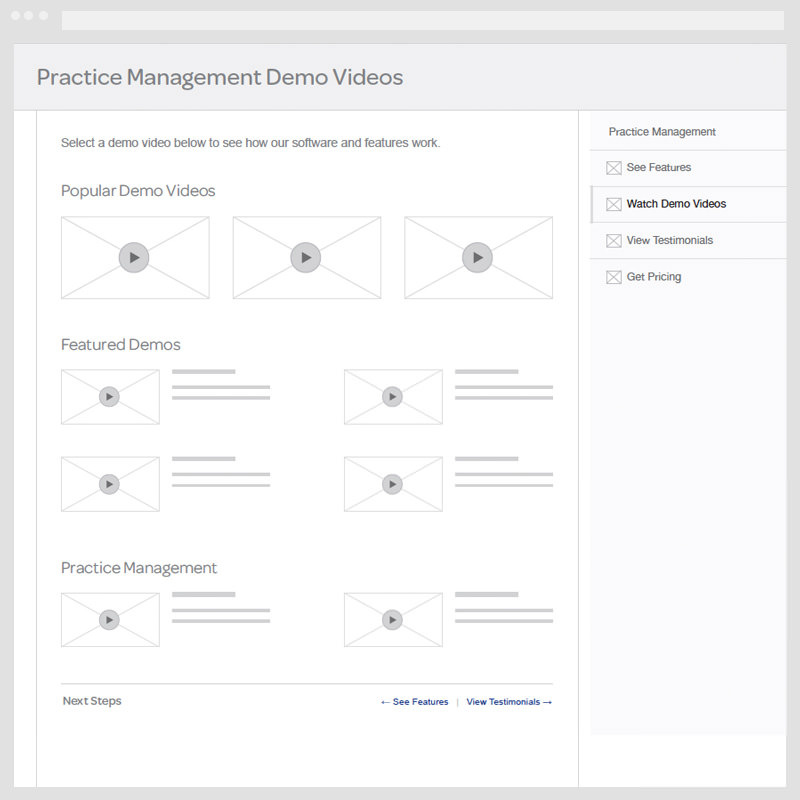 Practice Management Demo Videos
Select a demo video below to see how our software and features work.
Popular Demo Videos
Featured Demos
Practice Management
Next Steps
← See Features | View Testimonials →
Practice Management
See Features
Watch Demo Videos
View Testimonials
Get Pricing